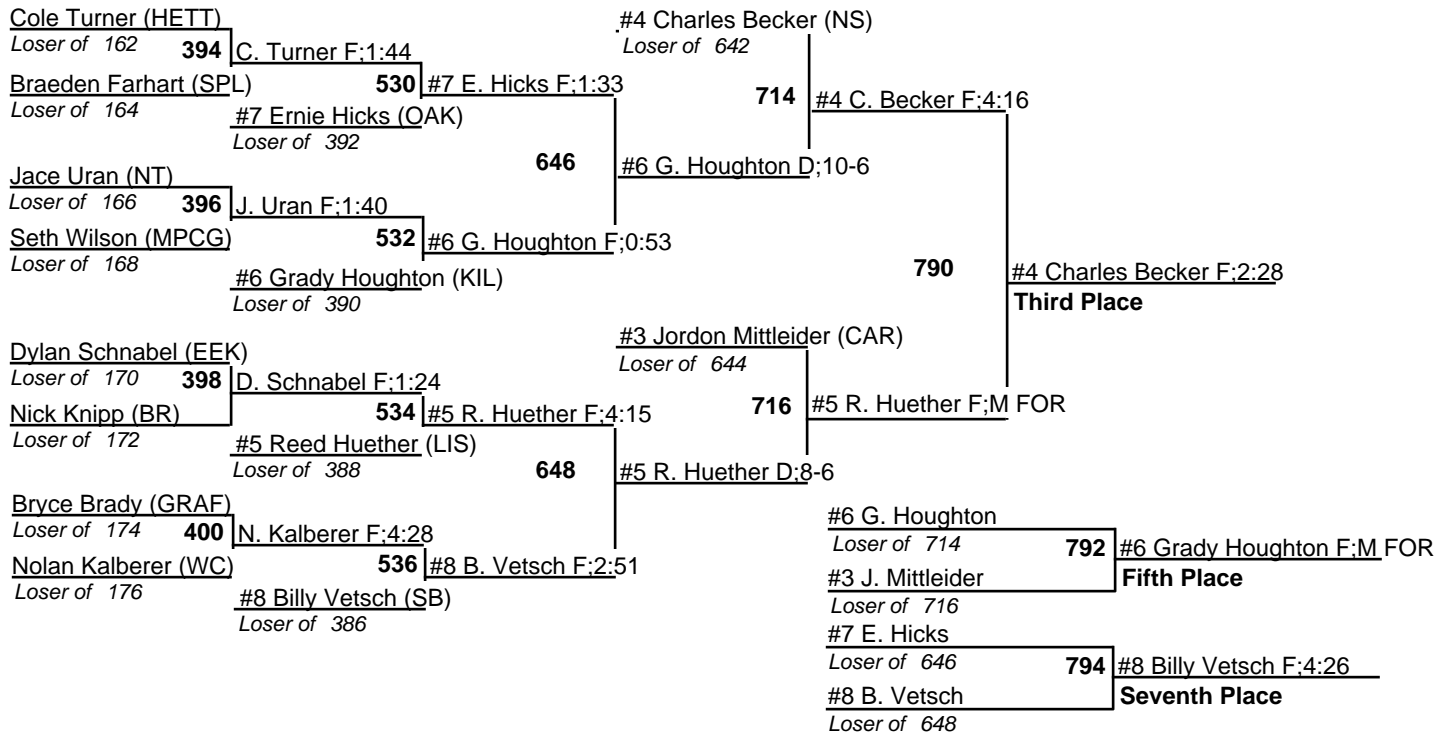 Cole Turner (HETT)
Loser of 162
394
C. Turner F;1:44
Braeden Farhart (SPL)
Loser of 164
530
#7 E. Hicks F;1:33
#7 Ernie Hicks (OAK)
Loser of 392
Jace Uran (NT)
Loser of 166
396
J. Uran F;1:40
Seth Wilson (MPCG)
Loser of 168
532
#6 G. Houghton F;0:53
#6 Grady Houghton (KIL)
Loser of 390
646
#6 G. Houghton D;10-6
#4 Charles Becker (NS)
Loser of 642
714
#4 C. Becker F;4:16
Dylan Schnabel (EEK)
Loser of 170
398
D. Schnabel F;1:24
Nick Knipp (BR)
Loser of 172
534
#5 R. Huether F;4:15
#5 Reed Huether (LIS)
Loser of 388
Bryce Brady (GRAF)
Loser of 174
400
N. Kalberer F;4:28
Nolan Kalberer (WC)
Loser of 176
536
#8 B. Vetsch F;2:51
#8 Billy Vetsch (SB)
Loser of 386
648
#5 R. Huether D;8-6
#3 Jordon Mittleider (CAR)
Loser of 644
716
#5 R. Huether F;M FOR
790
#4 Charles Becker F;2:28
Third Place
#6 G. Houghton
Loser of 714
792
#6 Grady Houghton F;M FOR
#3 J. Mittleider
Loser of 716
Fifth Place
#7 E. Hicks
Loser of 646
794
#8 Billy Vetsch F;4:26
#8 B. Vetsch
Loser of 648
Seventh Place